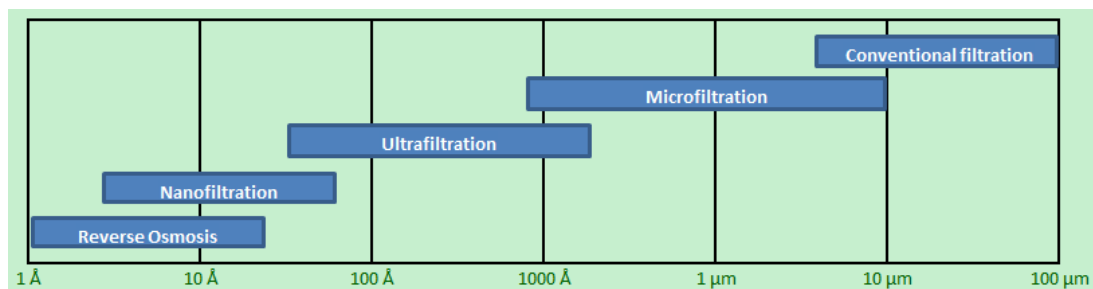 Conventional filtration
Microfiltration
Ultrafiltration
Nanofiltration
Reverse Osmosis
1 Å 10 Å 100 Å 1000 Å 1 µm 10 µm 100 µm